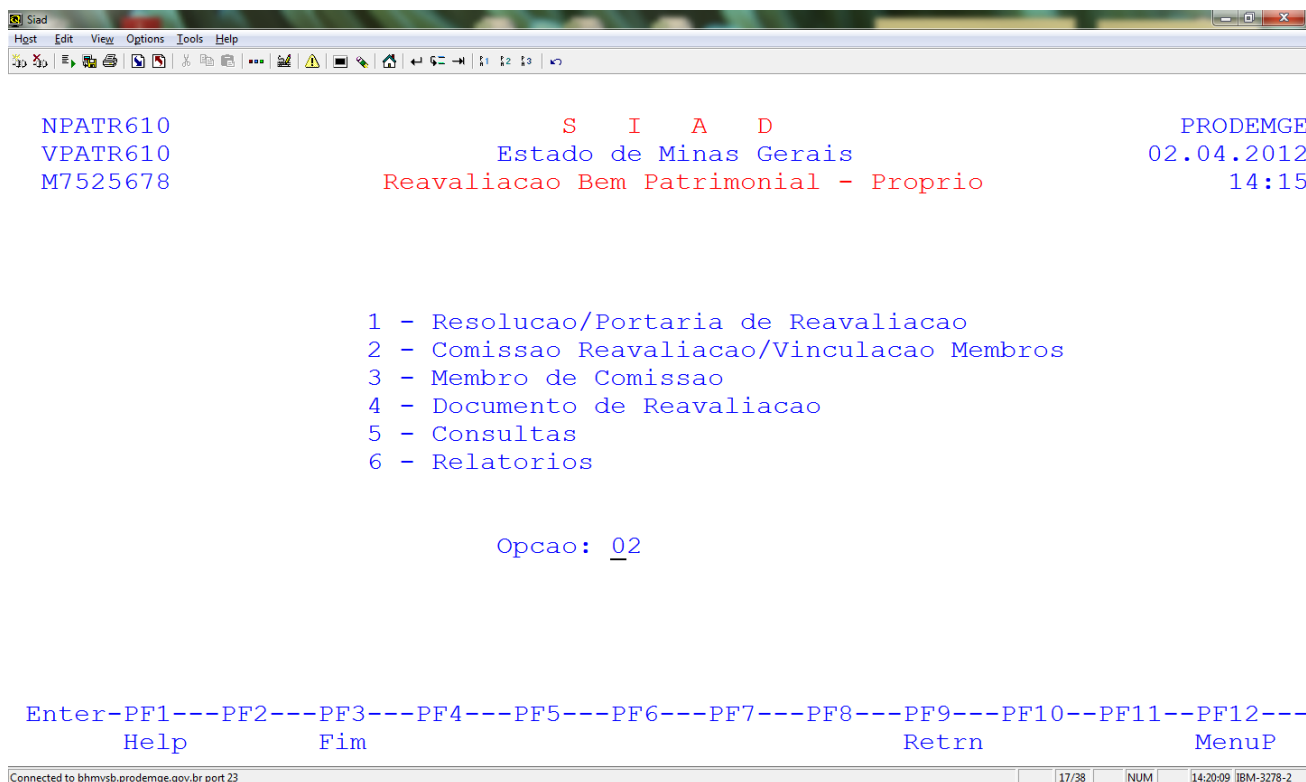 Siad
Host Edit View Options Tools Help
NPATR610 S I A D PRODEMGE
VPATR610 Estado de Minas Gerais 02.04.2012
M7525678 Reavaliacao Bem Patrimonial - Proprio 14:15
1 - Resolucao/Portaria de Reavaliacao
2 - Comissao Reavaliacao/Vinculacao Membros
3 - Membro de Comissao
4 - Documento de Reavaliacao
5 - Consultas
6 - Relatorios
Opcao: 02
Enter-PF1---PF2---PF3---PF4---PF5---PF6---PF7---PF8---PF9---PF10--PF11--PF12---
Help Fim Retrn MenuP
Connected to bhmvsb.prodemge.gov.br port 23 17/38 NUM 14:20:09 IBM-3278-2